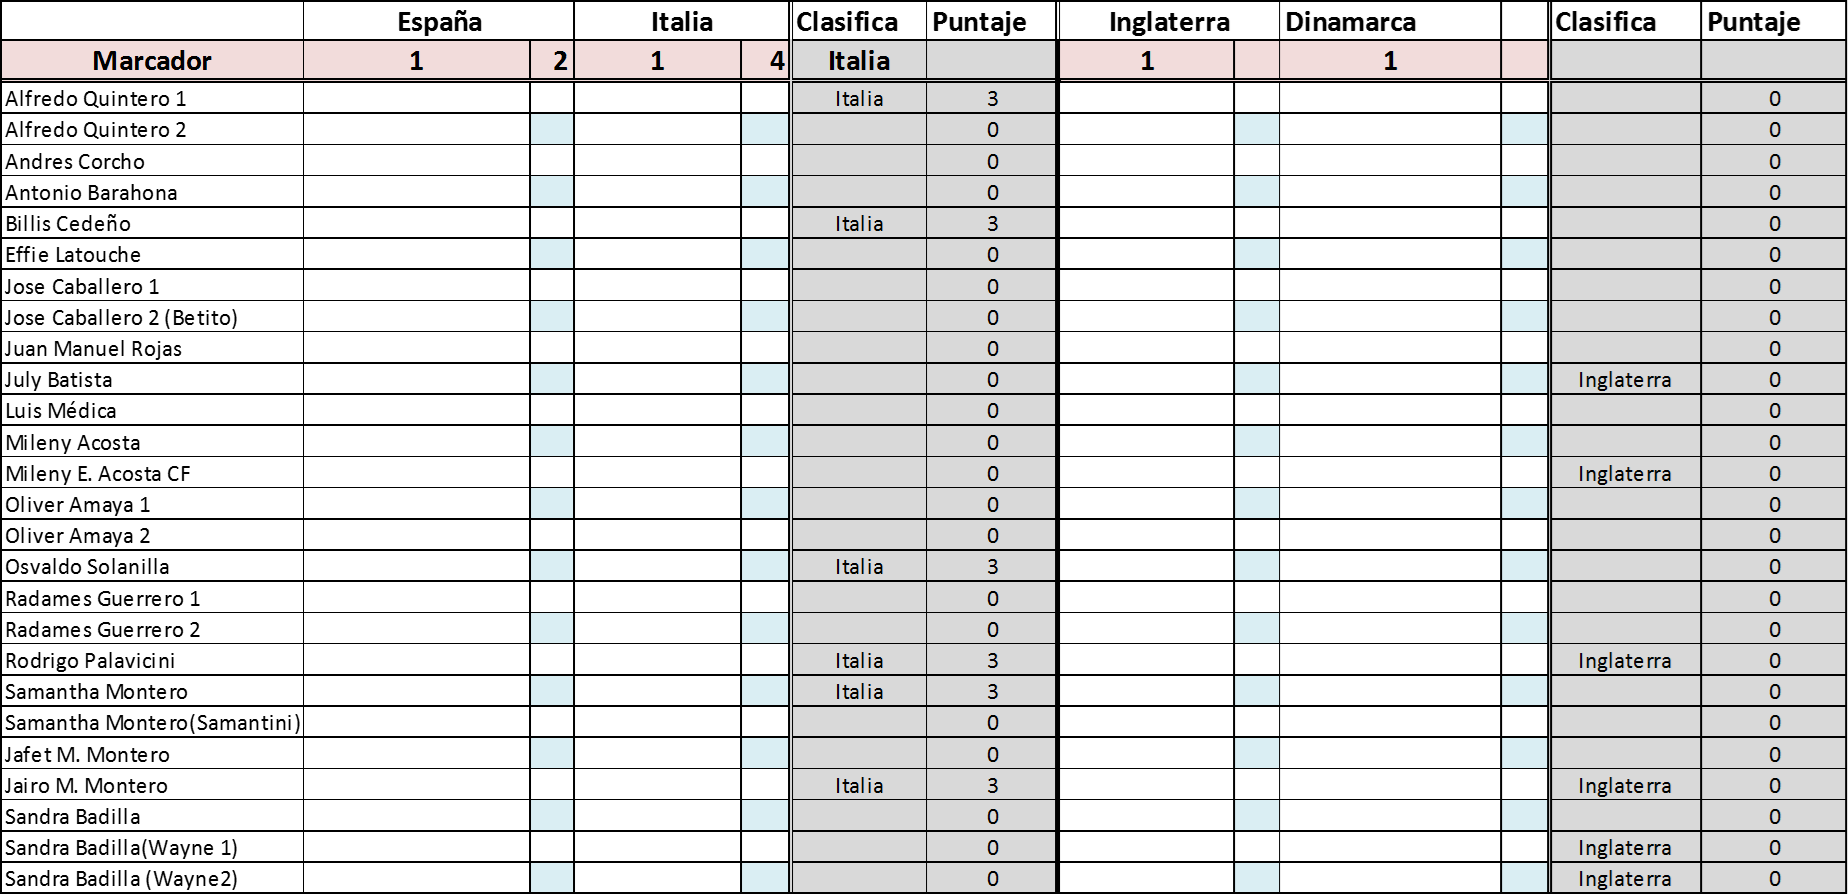 España Italia Clasifica Puntaje Inglaterra Dinamarca Clasifica Puntaje
Marcador 1 2 1 4 Italia 1 1
Alfredo Quintero 1 Italia 3 0
Alfredo Quintero 2 0 0
Andres Corcho 0 0
Antonio Barahona 0 0
Billis Cedeño Italia 3 0
Effie Latouche 0 0
Jose Caballero 1 0 0
Jose Caballero 2 (Betito) 0 0
Juan Manuel Rojas 0 0
July Batista 0 Inglaterra 0
Luis Médica 0 0
Mileny Acosta 0 0
Mileny E. Acosta CF 0 Inglaterra 0
Oliver Amaya 1 0 0
Oliver Amaya 2 0 0
Osvaldo Solanilla Italia 3 0
Radames Guerrero 1 0 0
Radames Guerrero 2 0 0
Rodrigo Palavicini Italia 3 Inglaterra 0
Samantha Montero Italia 3 0
Samantha Montero(Samantini) 0 0
Jafet M. Montero 0 0
Jairo M. Montero Italia 3 Inglaterra 0
Sandra Badilla 0 0
Sandra Badilla(Wayne 1) 0 Inglaterra 0
Sandra Badilla (Wayne2) 0 Inglaterra 0